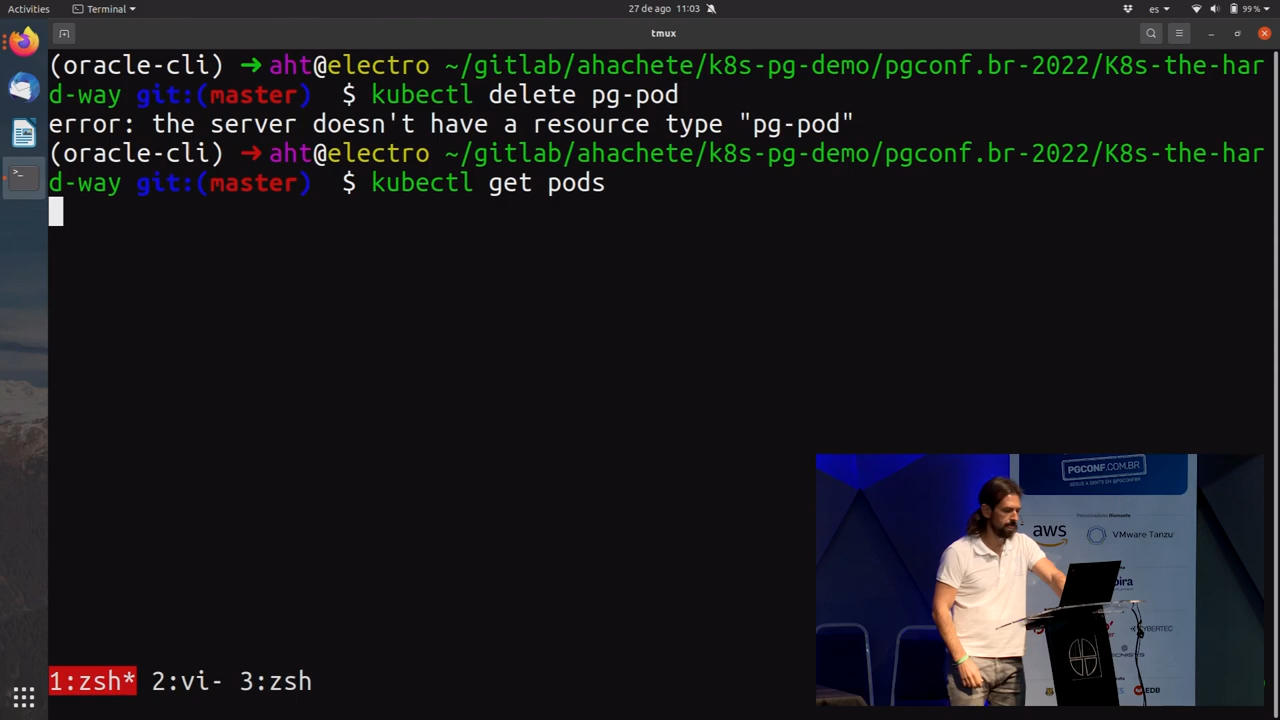 Activities Terminal 27 de ago 11:03 es 99%
tmux
(oracle-cli) ➜ aht@electro ~/gitlab/ahachete/k8s-pg-demo/pgconf.br-2022/K8s-the-har
d-way git:(master) $ kubectl delete pg-pod
error: the server doesn't have a resource type "pg-pod"
(oracle-cli) ➜ aht@electro ~/gitlab/ahachete/k8s-pg-demo/pgconf.br-2022/K8s-the-har
d-way git:(master) $ kubectl get pods
PGCONF.COM.BR
aws VMware Tanzu
EDB
1:zsh* 2:vi- 3:zsh